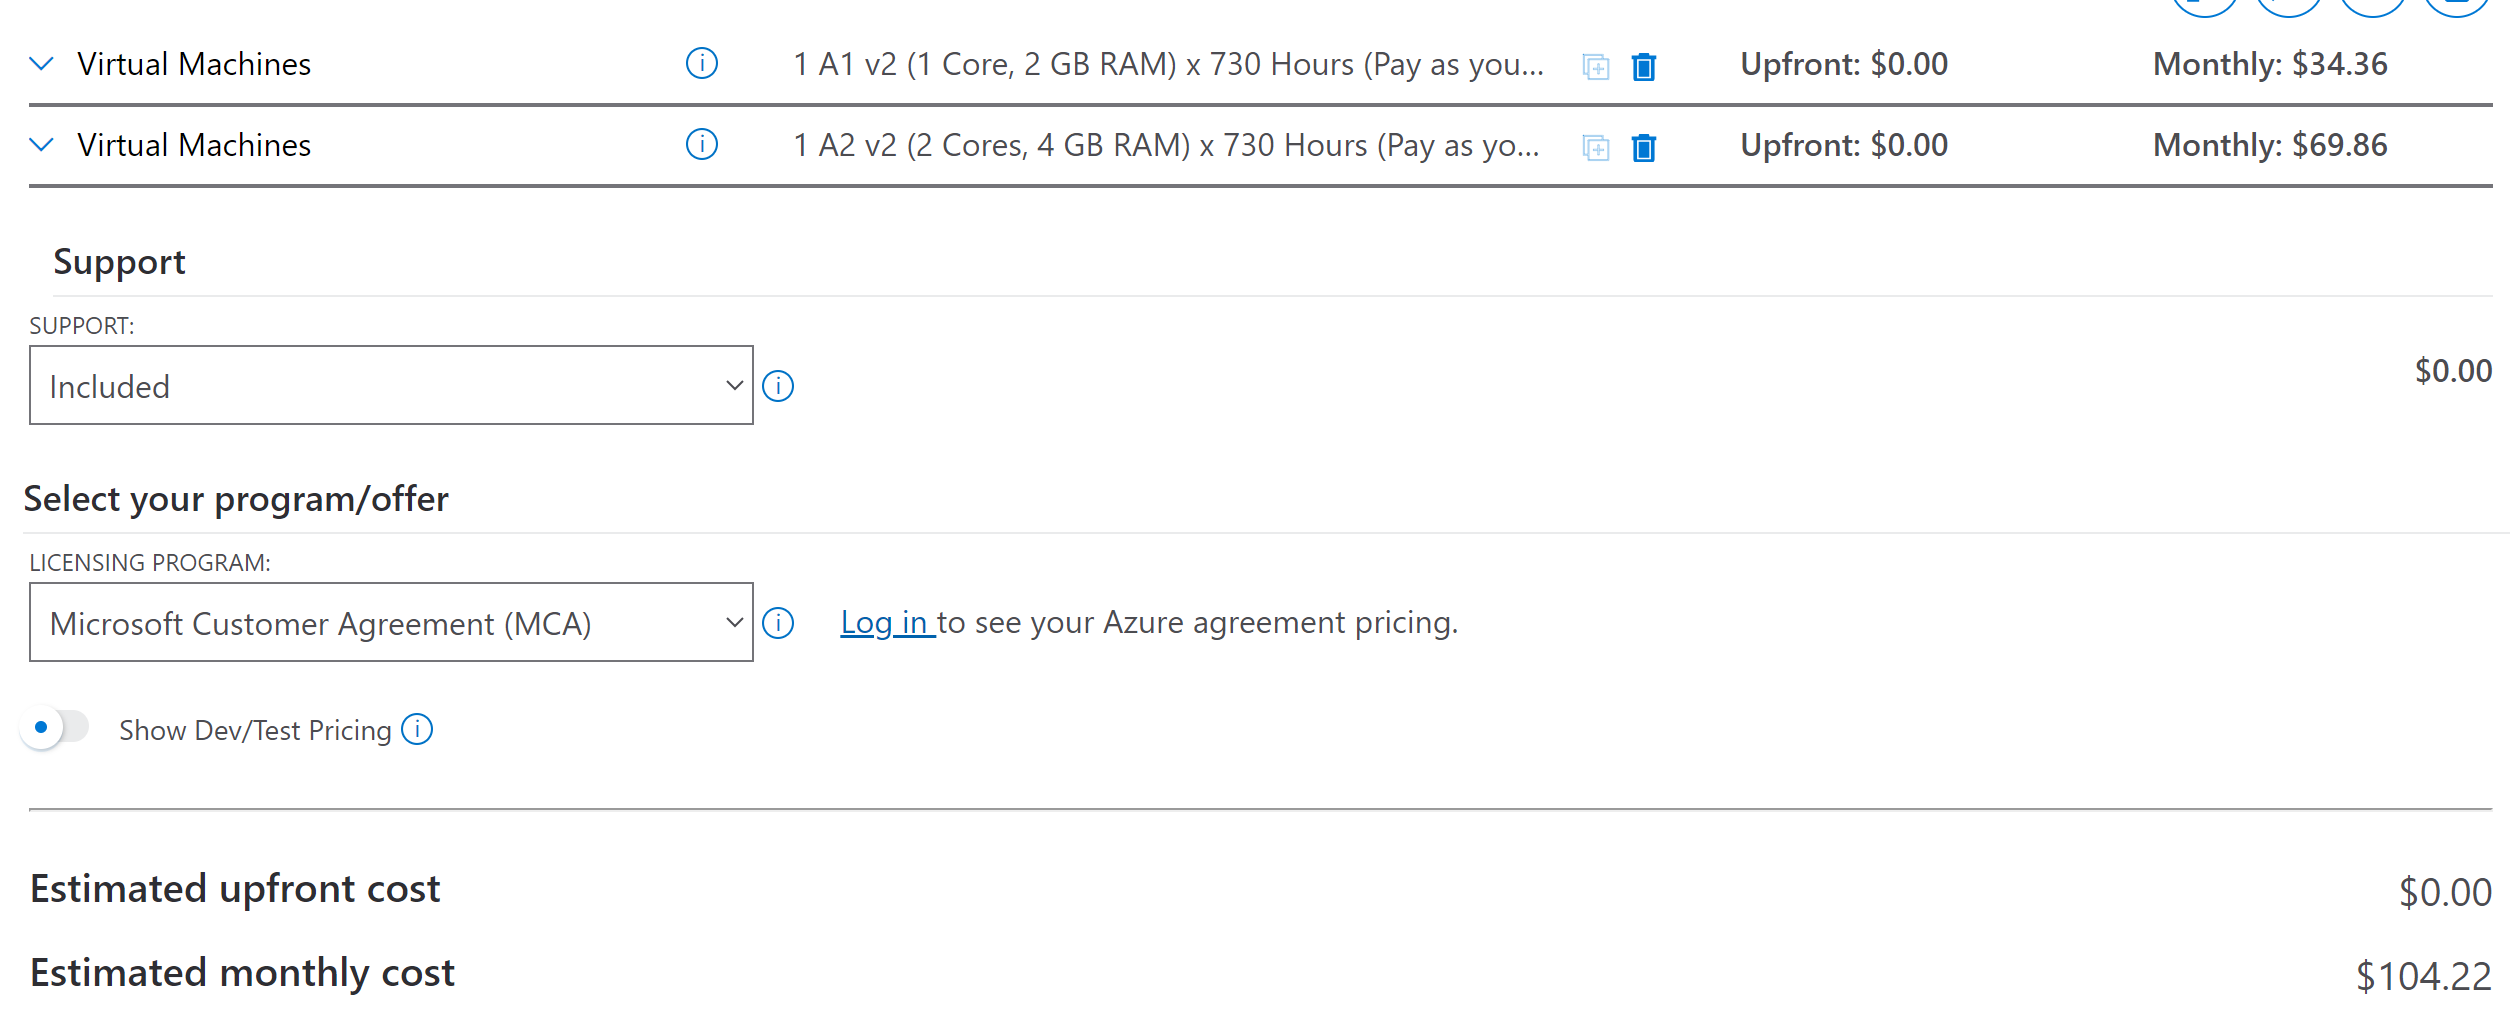 Virtual Machines 1 A1 v2 (1 Core, 2 GB RAM) x 730 Hours (Pay as you... Upfront: $0.00 Monthly: $34.36
Virtual Machines 1 A2 v2 (2 Cores, 4 GB RAM) x 730 Hours (Pay as yo... Upfront: $0.00 Monthly: $69.86
Support
SUPPORT:
Included $0.00
Select your program/offer
LICENSING PROGRAM:
Microsoft Customer Agreement (MCA) Log in to see your Azure agreement pricing.
Show Dev/Test Pricing
Estimated upfront cost $0.00
Estimated monthly cost $104.22